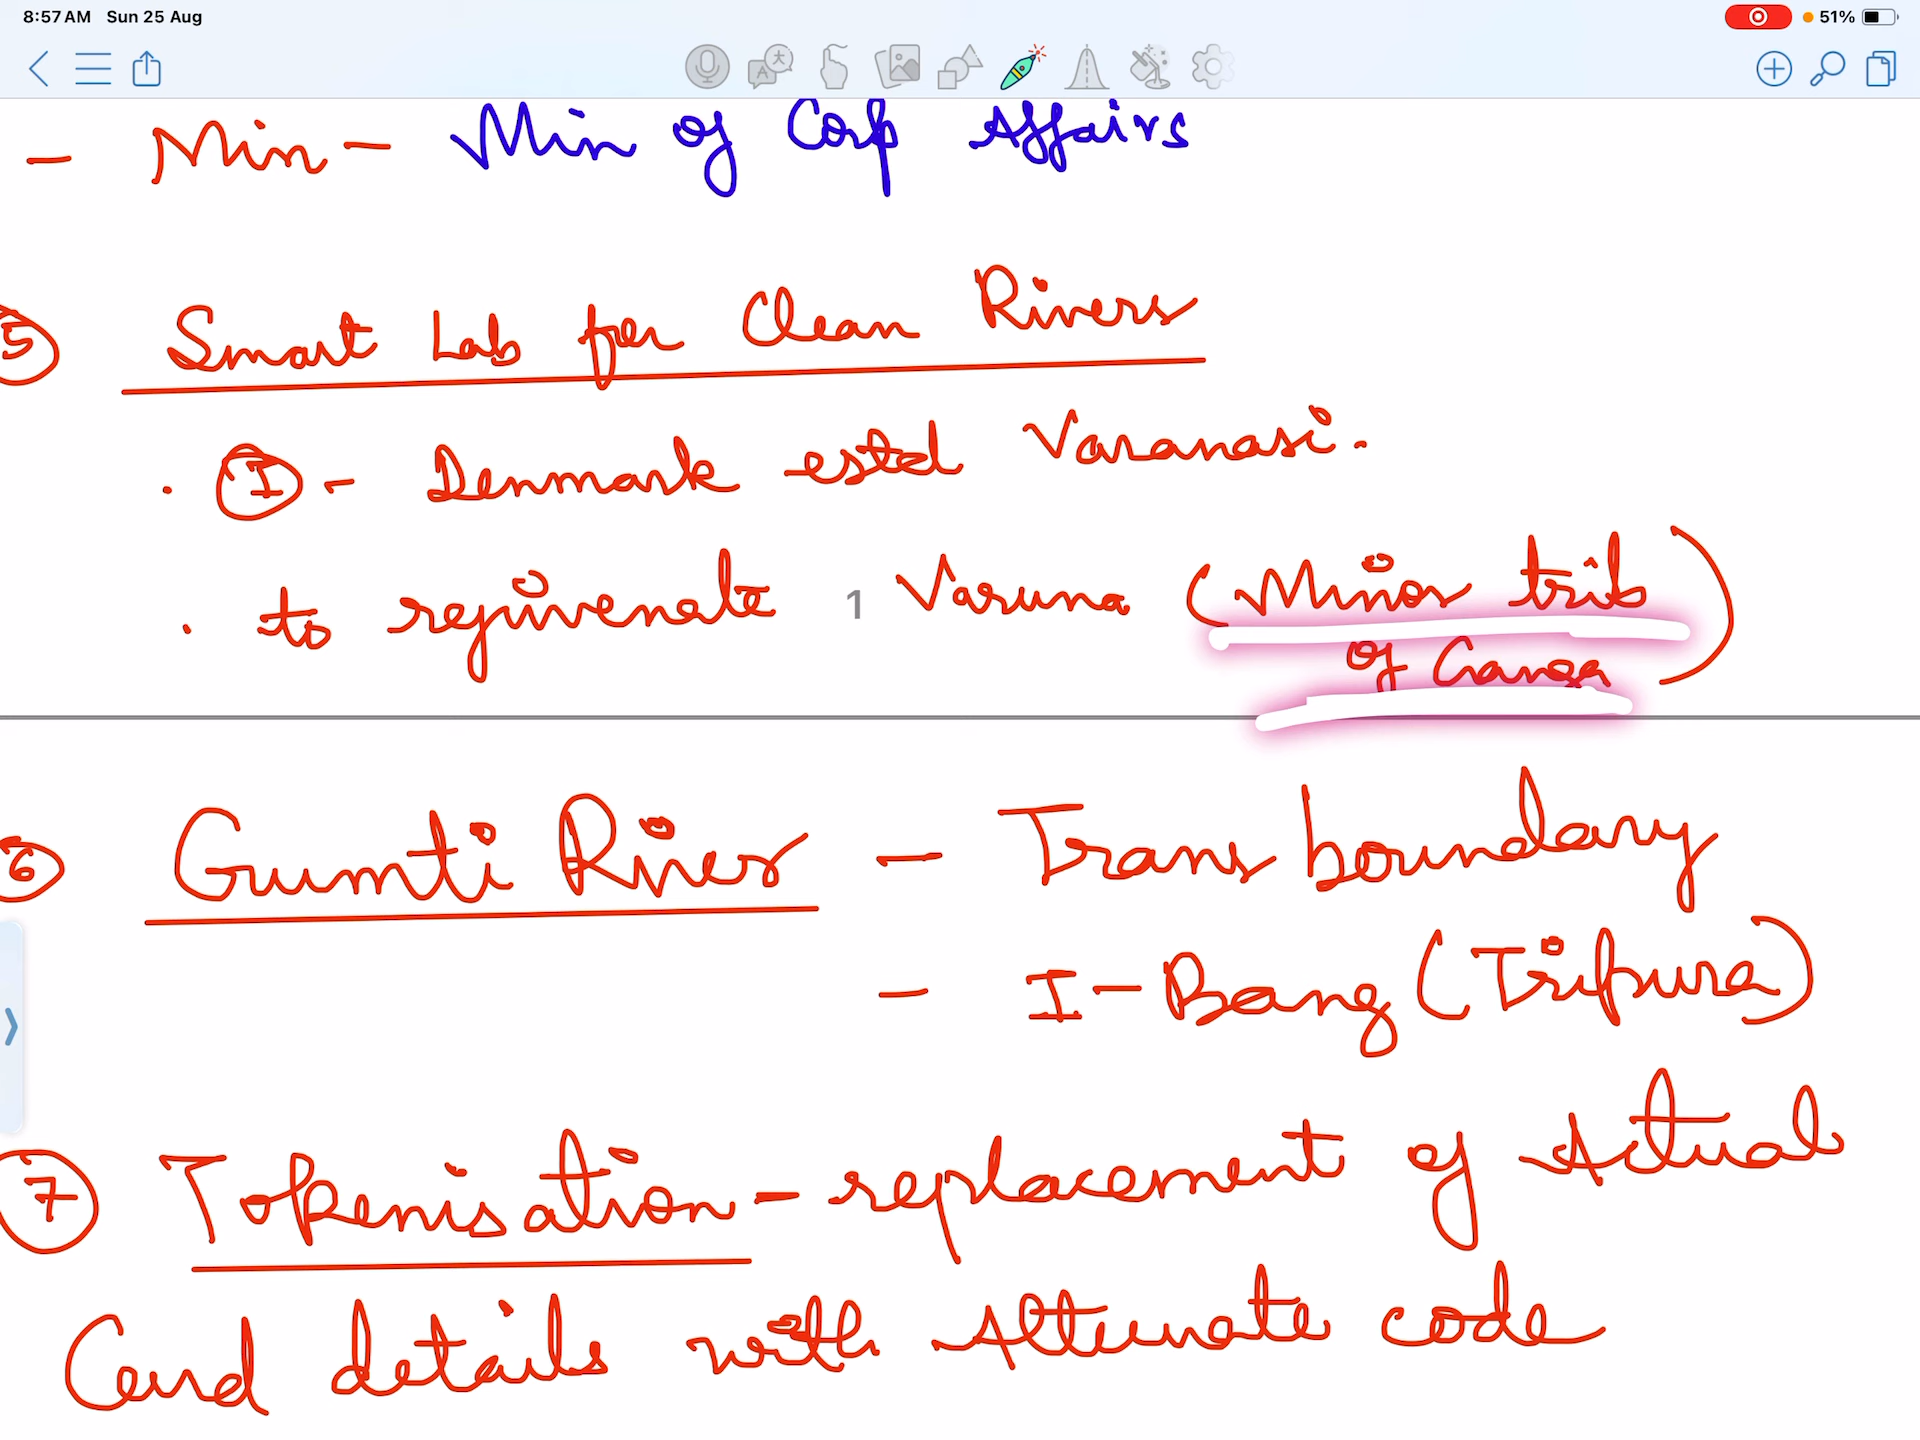 8:57 AM Sun 25 Aug
51%
- Min - Min of Corp Affairs
5 Smart Lab for Clean Rivers
· I - Denmark estd Varanasi.
· to rejuvenate 1 Varuna (Minor trib
of Ganga)
6 Gumti River - Trans boundary
- I - Bang (Tripura)
7 Tokenisation - replacement of Actual
Card details with Alternate code